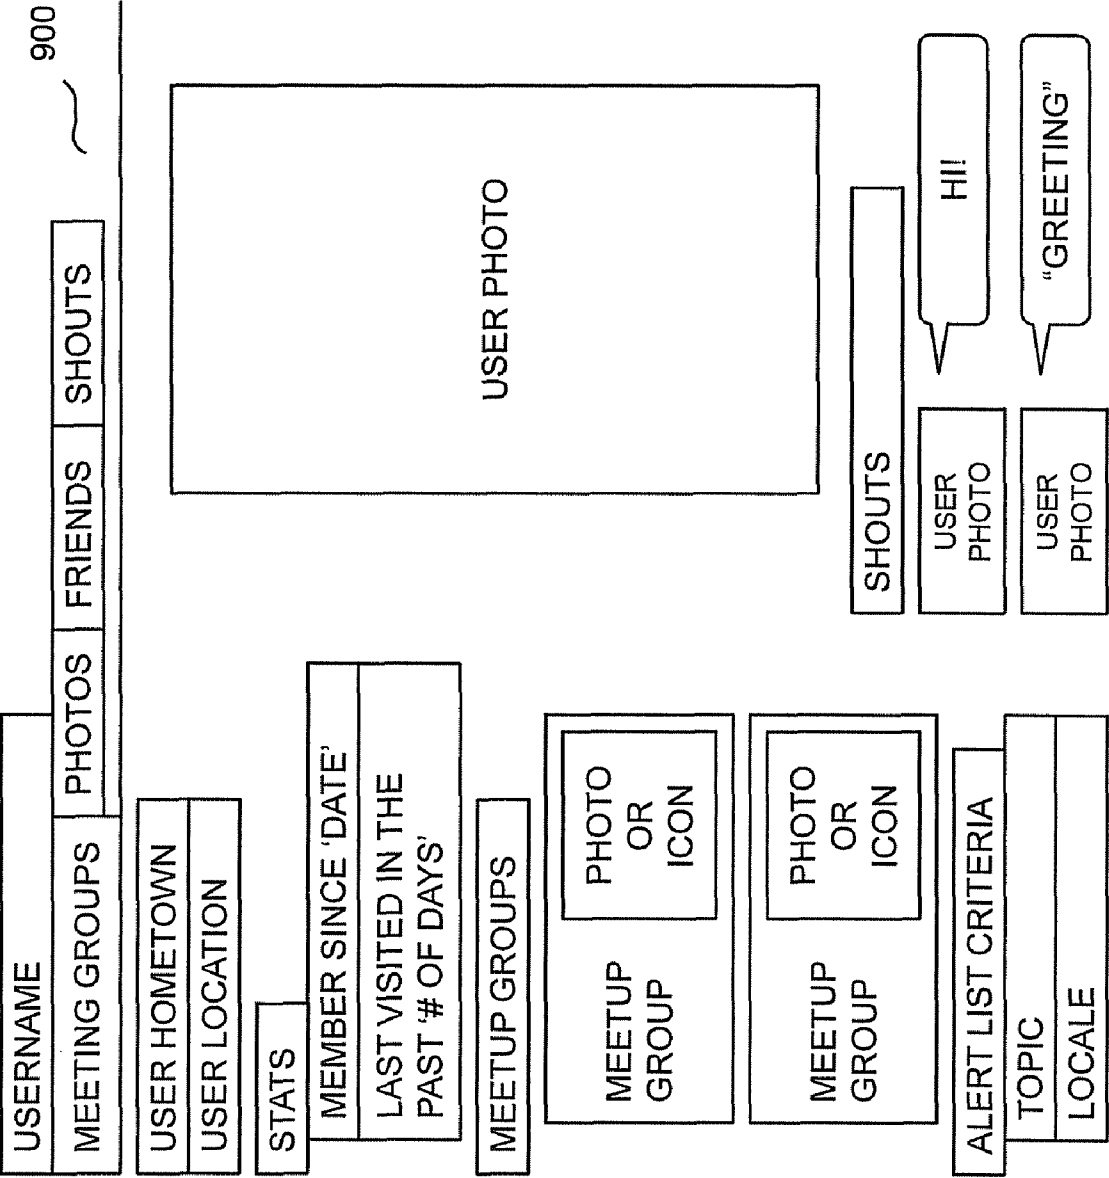 900
USERNAME
MEETING GROUPS PHOTOS FRIENDS SHOUTS
USER HOMETOWN
USER LOCATION
STATS
MEMBER SINCE ‘DATE’
LAST VISITED IN THE
PAST ‘# OF DAYS’
MEETUP GROUPS
MEETUP
GROUP
PHOTO
OR
ICON
MEETUP
GROUP
PHOTO
OR
ICON
ALERT LIST CRITERIA
TOPIC
LOCALE
USER PHOTO
SHOUTS
USER
PHOTO
HI!
USER
PHOTO
“GREETING”